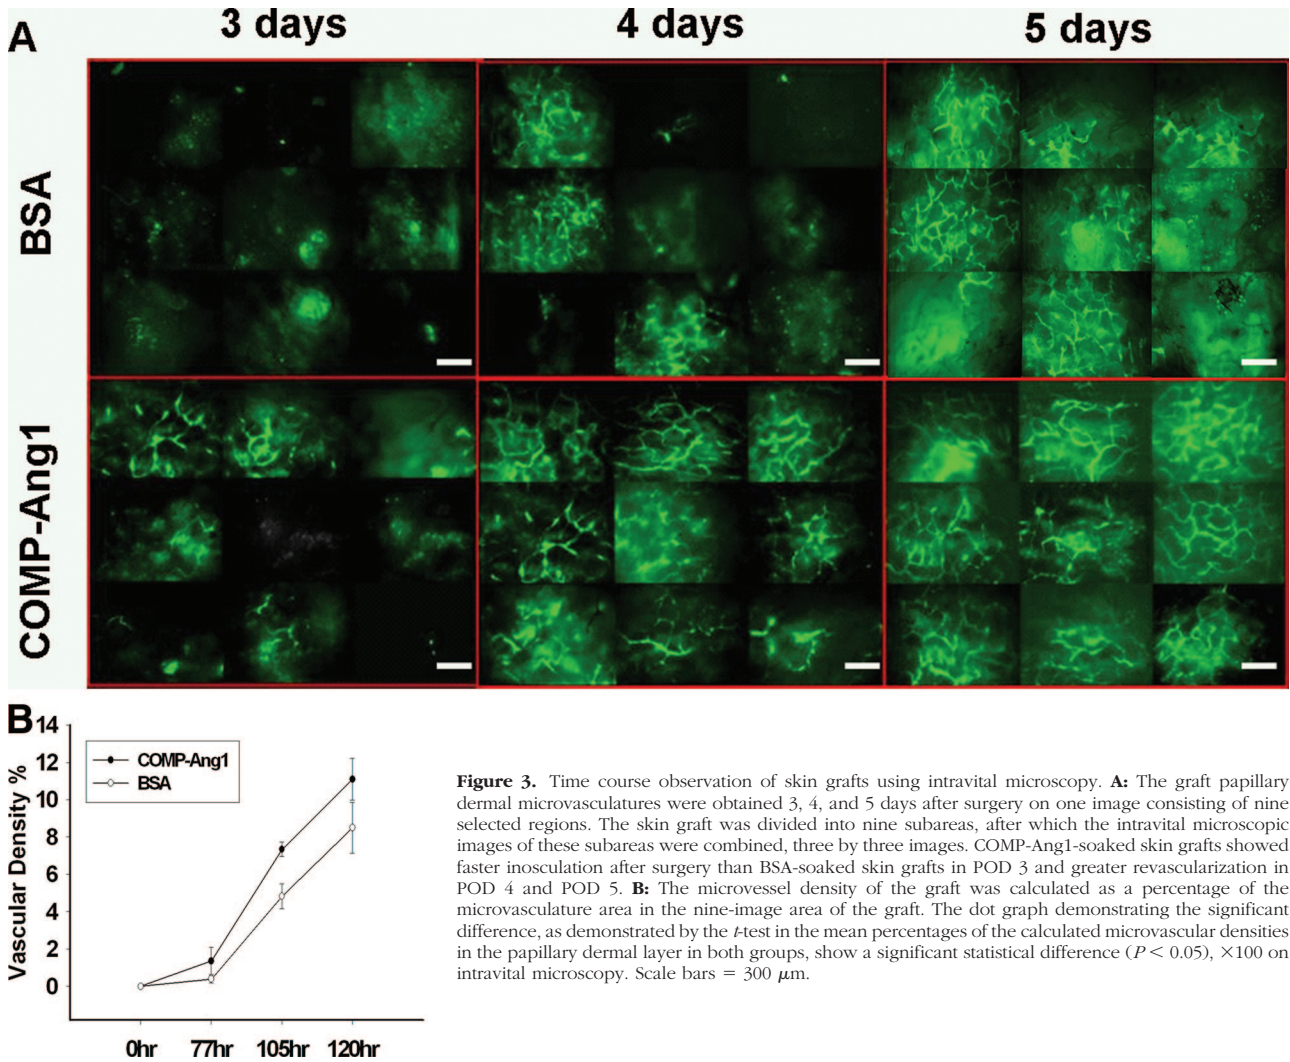 A
3 days
4 days
5 days
BSA
COMP-Ang1
B
14
12
10
8
6
4
2
0
Vascular Density %
COMP-Ang1
BSA
0hr
77hr
105hr
120hr
Figure 3. Time course observation of skin grafts using intravital microscopy. A: The graft papillary
dermal microvasculatures were obtained 3, 4, and 5 days after surgery on one image consisting of nine
selected regions. The skin graft was divided into nine subareas, after which the intravital microscopic
images of these subareas were combined, three by three images. COMP-Ang1-soaked skin grafts showed
faster inosculation after surgery than BSA-soaked skin grafts in POD 3 and greater revascularization in
POD 4 and POD 5. B: The microvessel density of the graft was calculated as a percentage of the
microvasculature area in the nine-image area of the graft. The dot graph demonstrating the significant
difference, as demonstrated by the t-test in the mean percentages of the calculated microvascular densities
in the papillary dermal layer in both groups, show a significant statistical difference (P < 0.05), ×100 on
intravital microscopy. Scale bars = 300 μm.